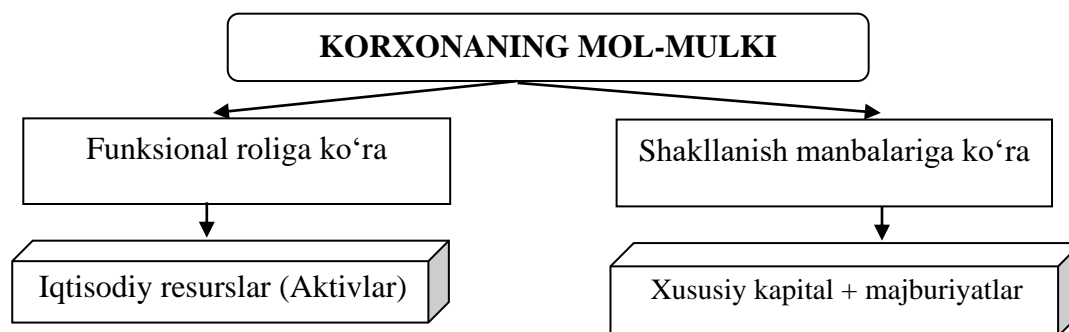 KORXONANING MOL-MULKI
Funksional roliga ko‘ra
Shakllanish manbalariga ko‘ra
Iqtisodiy resurslar (Aktivlar)
Xususiy kapital + majburiyatlar